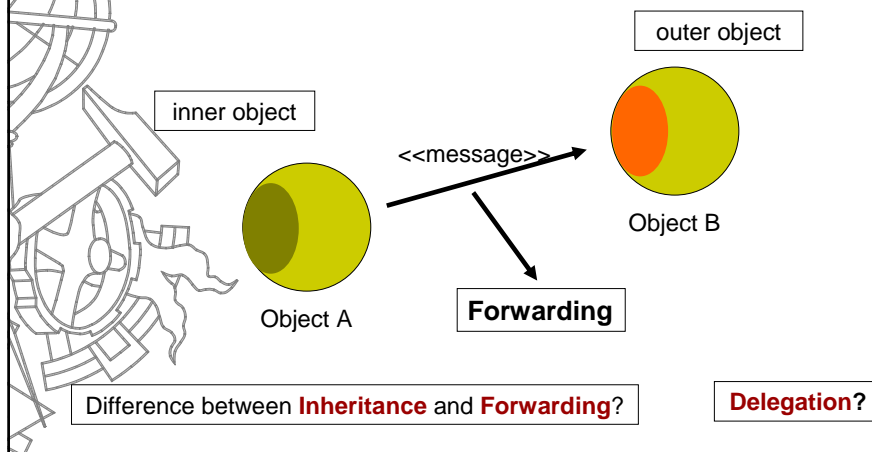 outer object
inner object
<<message>>
Object B
Object A
Forwarding
Difference between Inheritance and Forwarding?
Delegation?